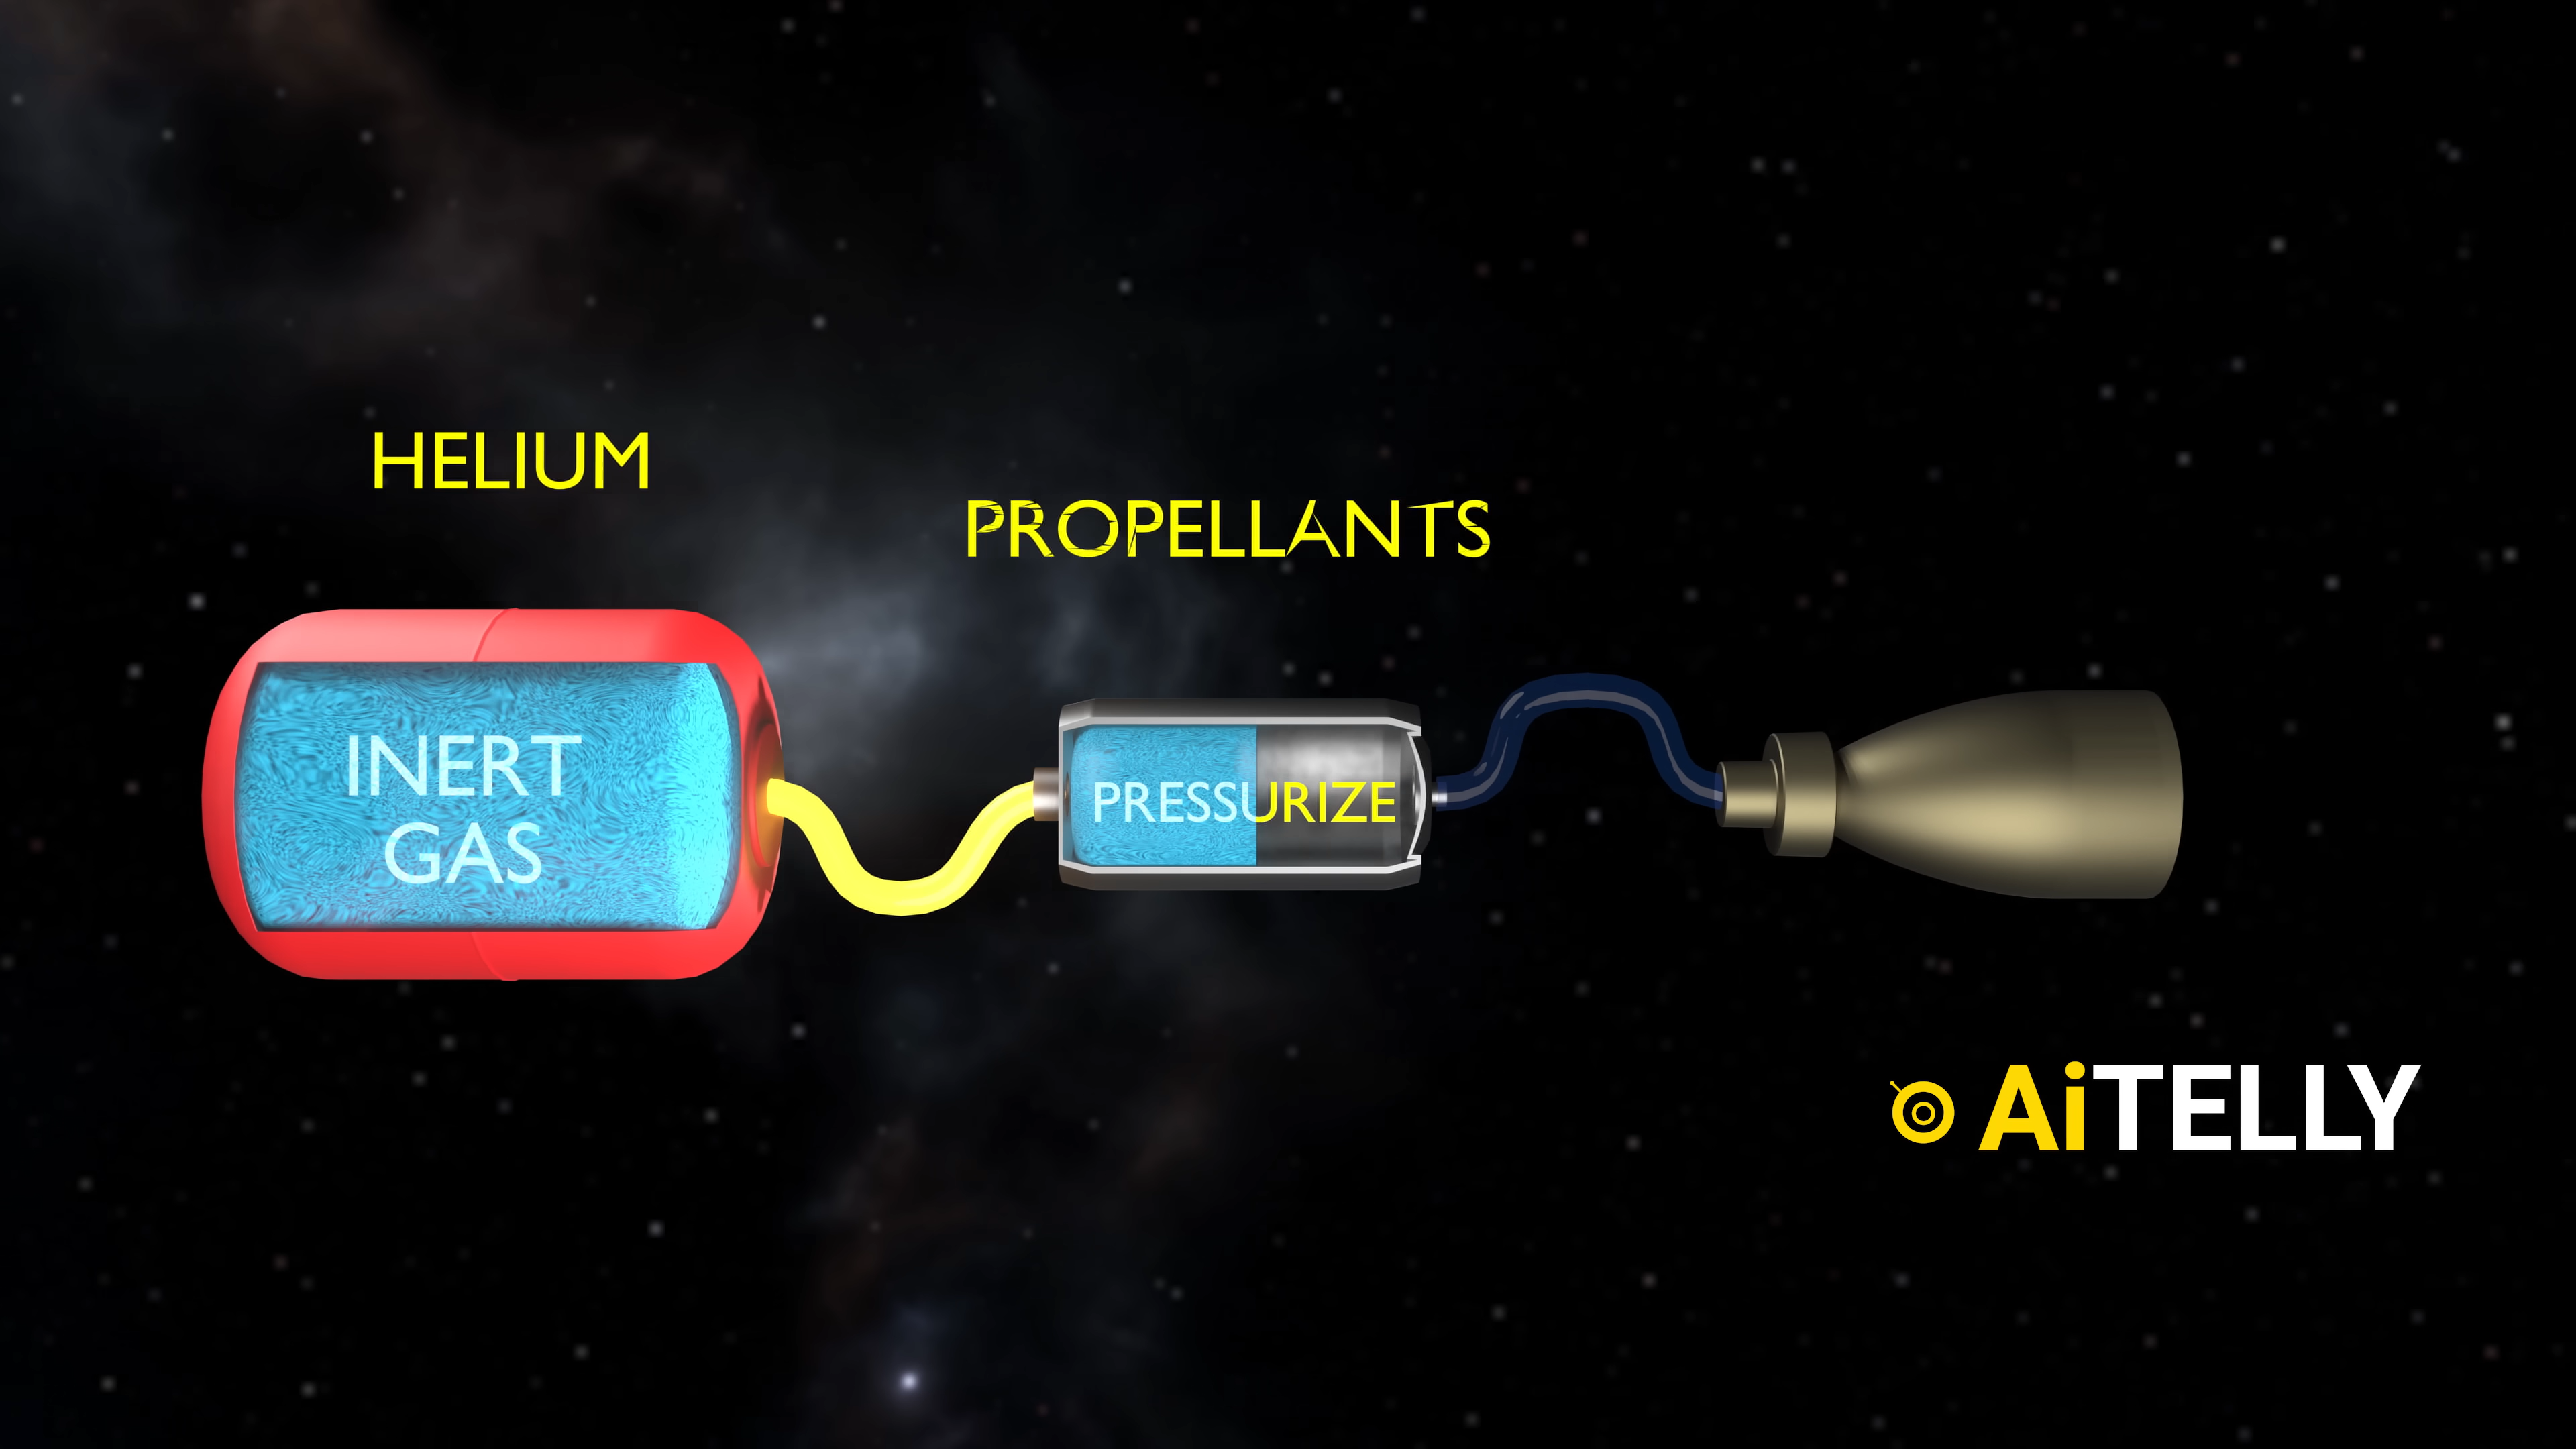 HELIUM
PROPELLANTS
INERT
GAS
PRESSURIZE
AiTELLY